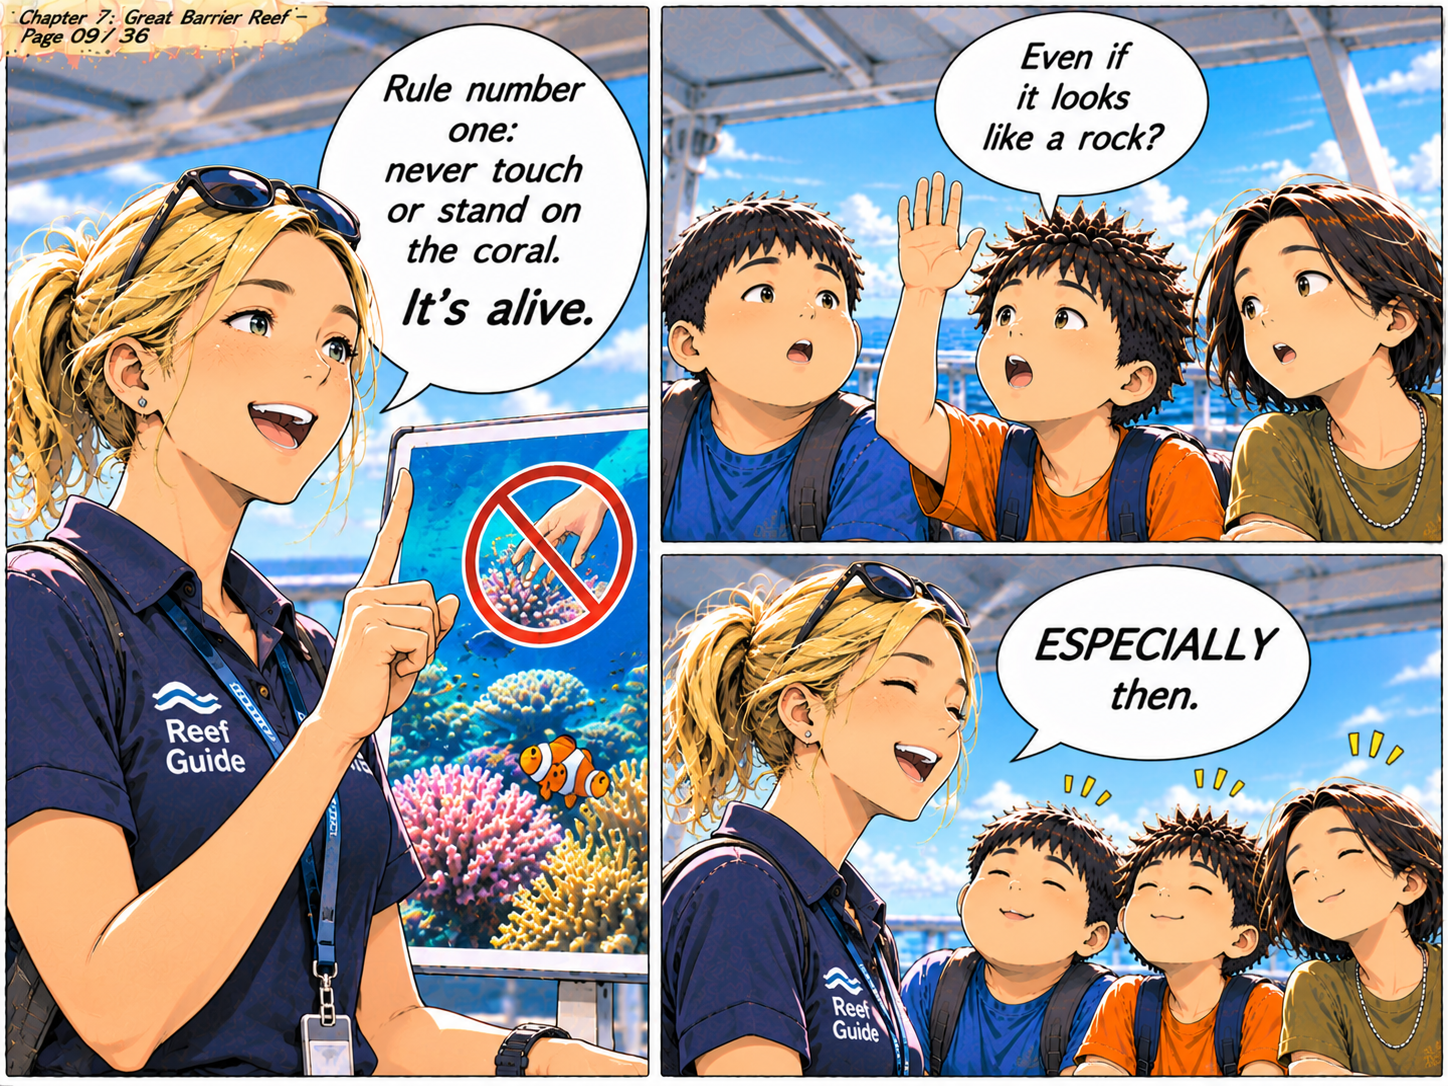 Chapter 7: Great Barrier Reef –
Page 09/36
Rule number
one:
never touch
or stand on
the coral.
It's alive.
Reef
Guide
Even if
it looks
like a rock?
ESPECIALLY
then.
Reef
Guide